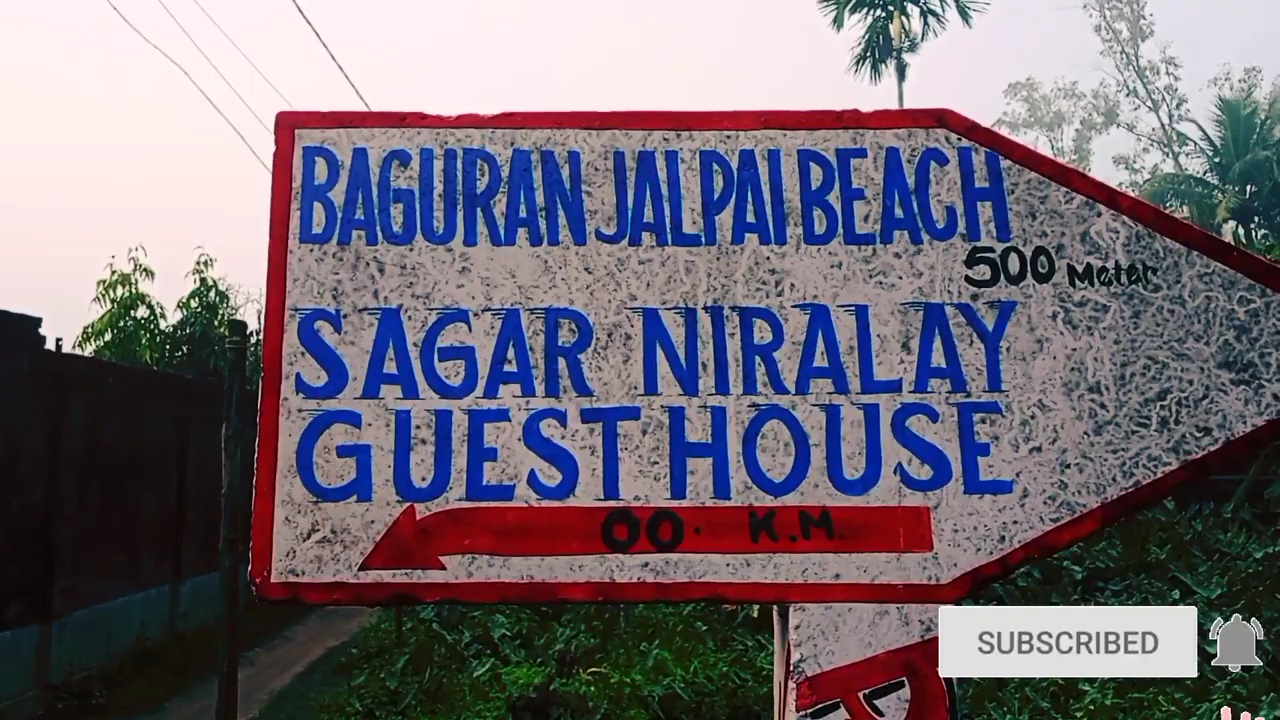 BAGURAN JALPAI BEACH
500 Meter
SAGAR NIRALAY
GUEST HOUSE
00. K.M.
SUBSCRIBED